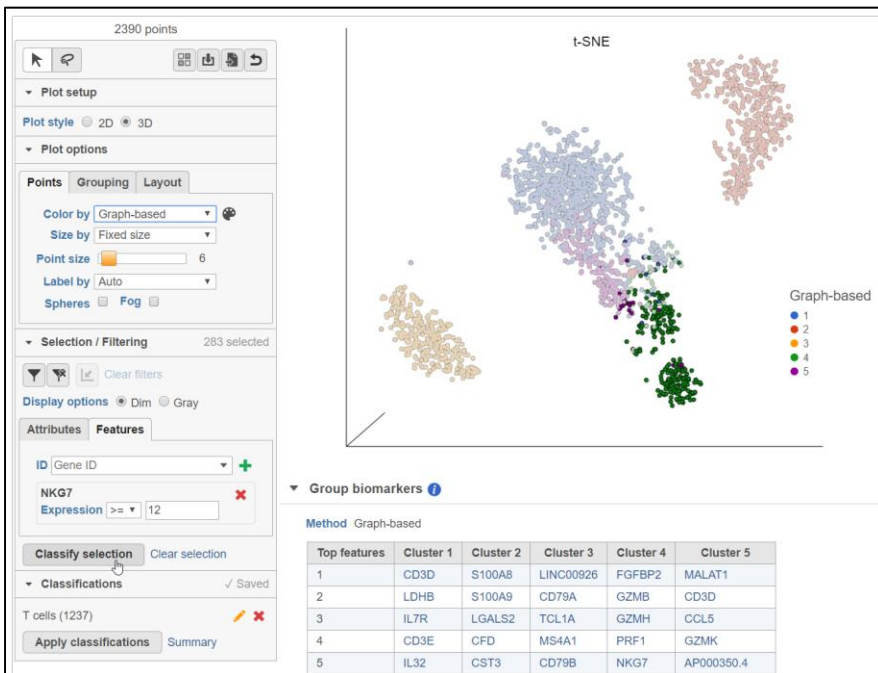 2390 points
Plot setup
Plot style 2D 3D
Plot options
Points Grouping Layout
Color by Graph-based
Size by Fixed size
Point size 6
Label by Auto
Spheres Fog
Selection / Filtering 283 selected
Clear filters
Display options Dim Gray
Attributes Features
ID Gene ID
NKG7
Expression >= 12
Classify selection Clear selection
Classifications ✓ Saved
T cells (1237)
Apply classifications Summary
t-SNE
Graph-based
1
2
3
4
5
Group biomarkers i
Method Graph-based
Top features Cluster 1 Cluster 2 Cluster 3 Cluster 4 Cluster 5
1 CD3D S100A8 LINC00926 FGFBP2 MALAT1
2 LDHB S100A9 CD79A GZMB CD3D
3 IL7R LGALS2 TCL1A GZMH CCL5
4 CD3E CFD MS4A1 PRF1 GZMK
5 IL32 CST3 CD79B NKG7 AP000350.4